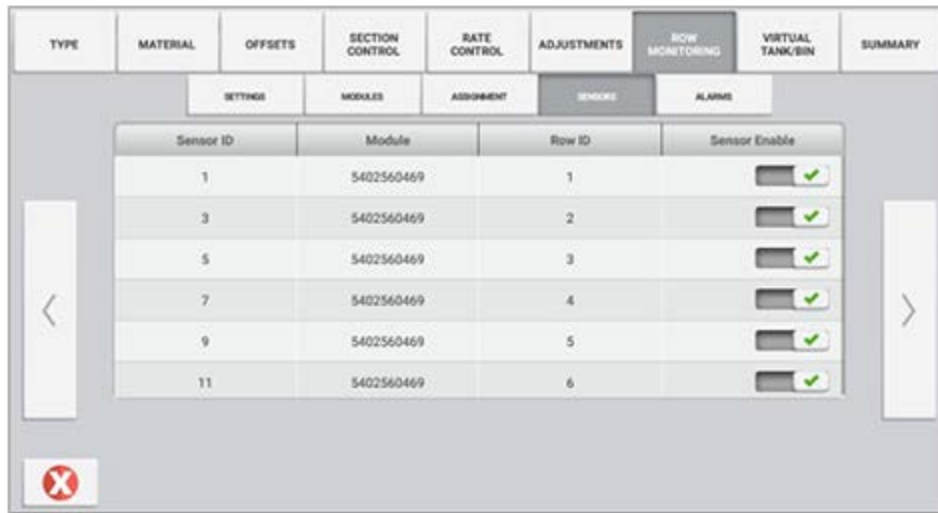 TYPE MATERIAL OFFSETS SECTION CONTROL RATE CONTROL ADJUSTMENTS ROW MONITORING VIRTUAL TANK/BIN SUMMARY
SETTINGS MODULES ASSIGNMENT SENSORS ALARMS
Sensor ID Module Row ID Sensor Enable
1 5402560469 1
3 5402560469 2
5 5402560469 3
7 5402560469 4
9 5402560469 5
11 5402560469 6